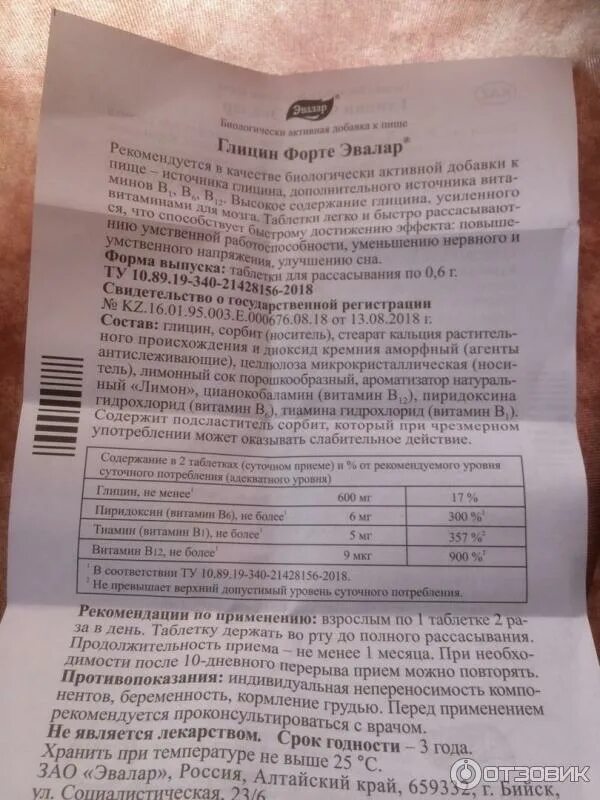 Эвалар®
Биологически активная добавка к пище
Глицин Форте Эвалар®
Рекомендуется в качестве биологически активной добавки к
пище – источника глицина, дополнительного источника вита-
минов B₁, B₆, B₁₂. Высокое содержание глицина, усиленного
витаминами для мозга. Таблетки легко и быстро рассасывают-
ся, что способствует быстрому достижению эффекта: повыше-
нию умственной работоспособности, уменьшению нервного и
умственного напряжения, улучшению сна.
Форма выпуска: таблетки для рассасывания по 0,6 г.
ТУ 10.89.19-340-21428156-2018
Свидетельство о государственной регистрации
№ KZ.16.01.95.003.E.000676.08.18 от 13.08.2018 г.
Состав: глицин, сорбит (носитель), стеарат кальция раститель-
ного происхождения и диоксид кремния аморфный (агенты
антислеживающие), целлюлоза микрокристаллическая (носи-
тель), лимонный сок порошкообразный, ароматизатор натураль-
ный «Лимон», цианокобаламин (витамин B₁₂), пиридоксина
гидрохлорид (витамин B₆), тиамина гидрохлорид (витамин B₁).
Содержит подсластитель сорбит, который при чрезмерном
употреблении может оказывать слабительное действие.
Содержание в 2 таблетках (суточном приеме) и % от рекомендуемого уровня
суточного потребления (адекватного уровня)
Глицин, не менее¹ 600 мг 17 %
Пиридоксин (витамин B6), не более¹ 6 мг 300 %²
Тиамин (витамин B1), не более¹ 5 мг 357 %²
Витамин B12, не более¹ 9 мкг 900 %²
¹ В соответствии ТУ 10.89.19-340-21428156-2018.
² Не превышает верхний допустимый уровень суточного потребления.
Рекомендации по применению: взрослым по 1 таблетке 2 ра-
за в день. Таблетку держать во рту до полного рассасывания.
Продолжительность приема – не менее 1 месяца. При необхо-
димости после 10-дневного перерыва прием можно повторять.
Противопоказания: индивидуальная непереносимость компо-
нентов, беременность, кормление грудью. Перед применением
рекомендуется проконсультироваться с врачом.
Не является лекарством. Срок годности – 3 года.
Хранить при температуре не выше 25 °С.
ЗАО «Эвалар», Россия, Алтайский край, 659332, г. Бийск,
ул. Социалистическая, 23/6
ОТЗОВИК